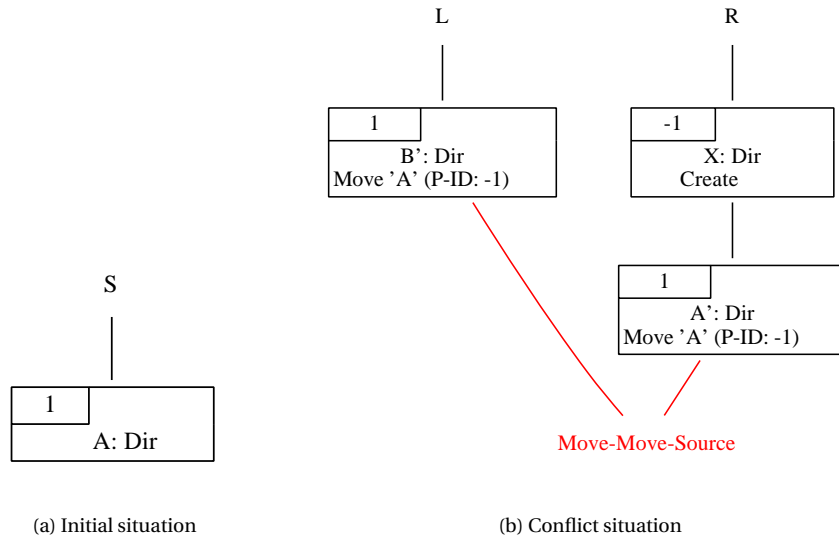 L
R
1
B’: Dir
Move ’A’ (P-ID: -1)
-1
X: Dir
Create
S
1
A: Dir
1
A’: Dir
Move ’A’ (P-ID: -1)
Move-Move-Source
(a) Initial situation
(b) Conflict situation